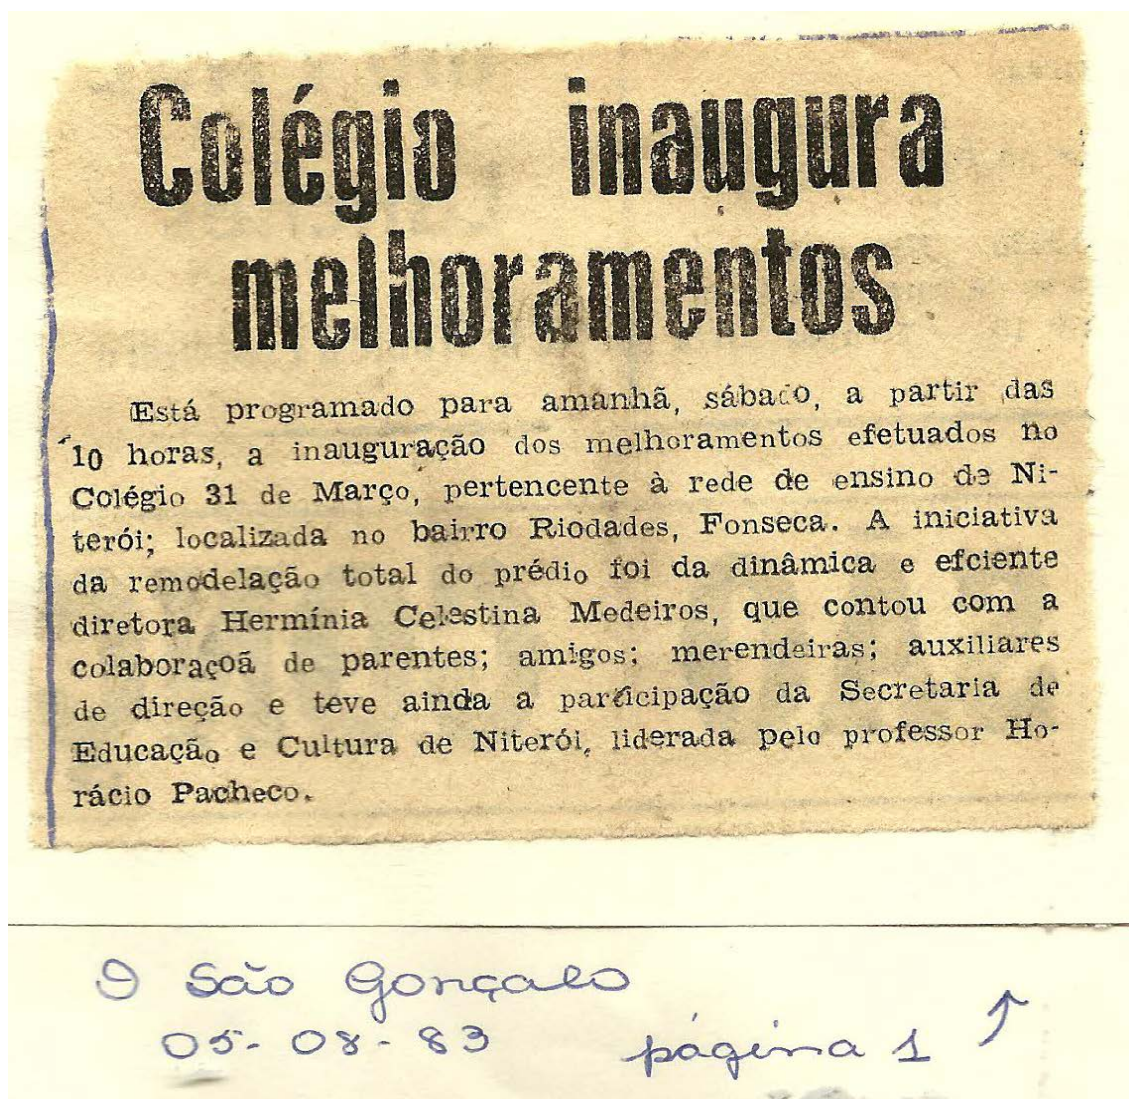 Colégio inaugura
melhoramentos
Está programado para amanhã, sábado, a partir das
10 horas, a inauguração dos melhoramentos efetuados no
Colégio 31 de Março, pertencente à rede de ensino de Ni-
terói; localizada no bairro Riodades, Fonseca. A iniciativa
da remodelação total do prédio foi da dinâmica e efciente
diretora Hermínia Celestina Medeiros, que contou com a
colaboraçoã de parentes; amigos; merendeiras; auxiliares
de direção e teve ainda a participação da Secretaria de
Educação e Cultura de Niterói, liderada pelo professor Ho-
rácio Pacheco.
O São Gonçalo
05-08-83 página 1 ↑